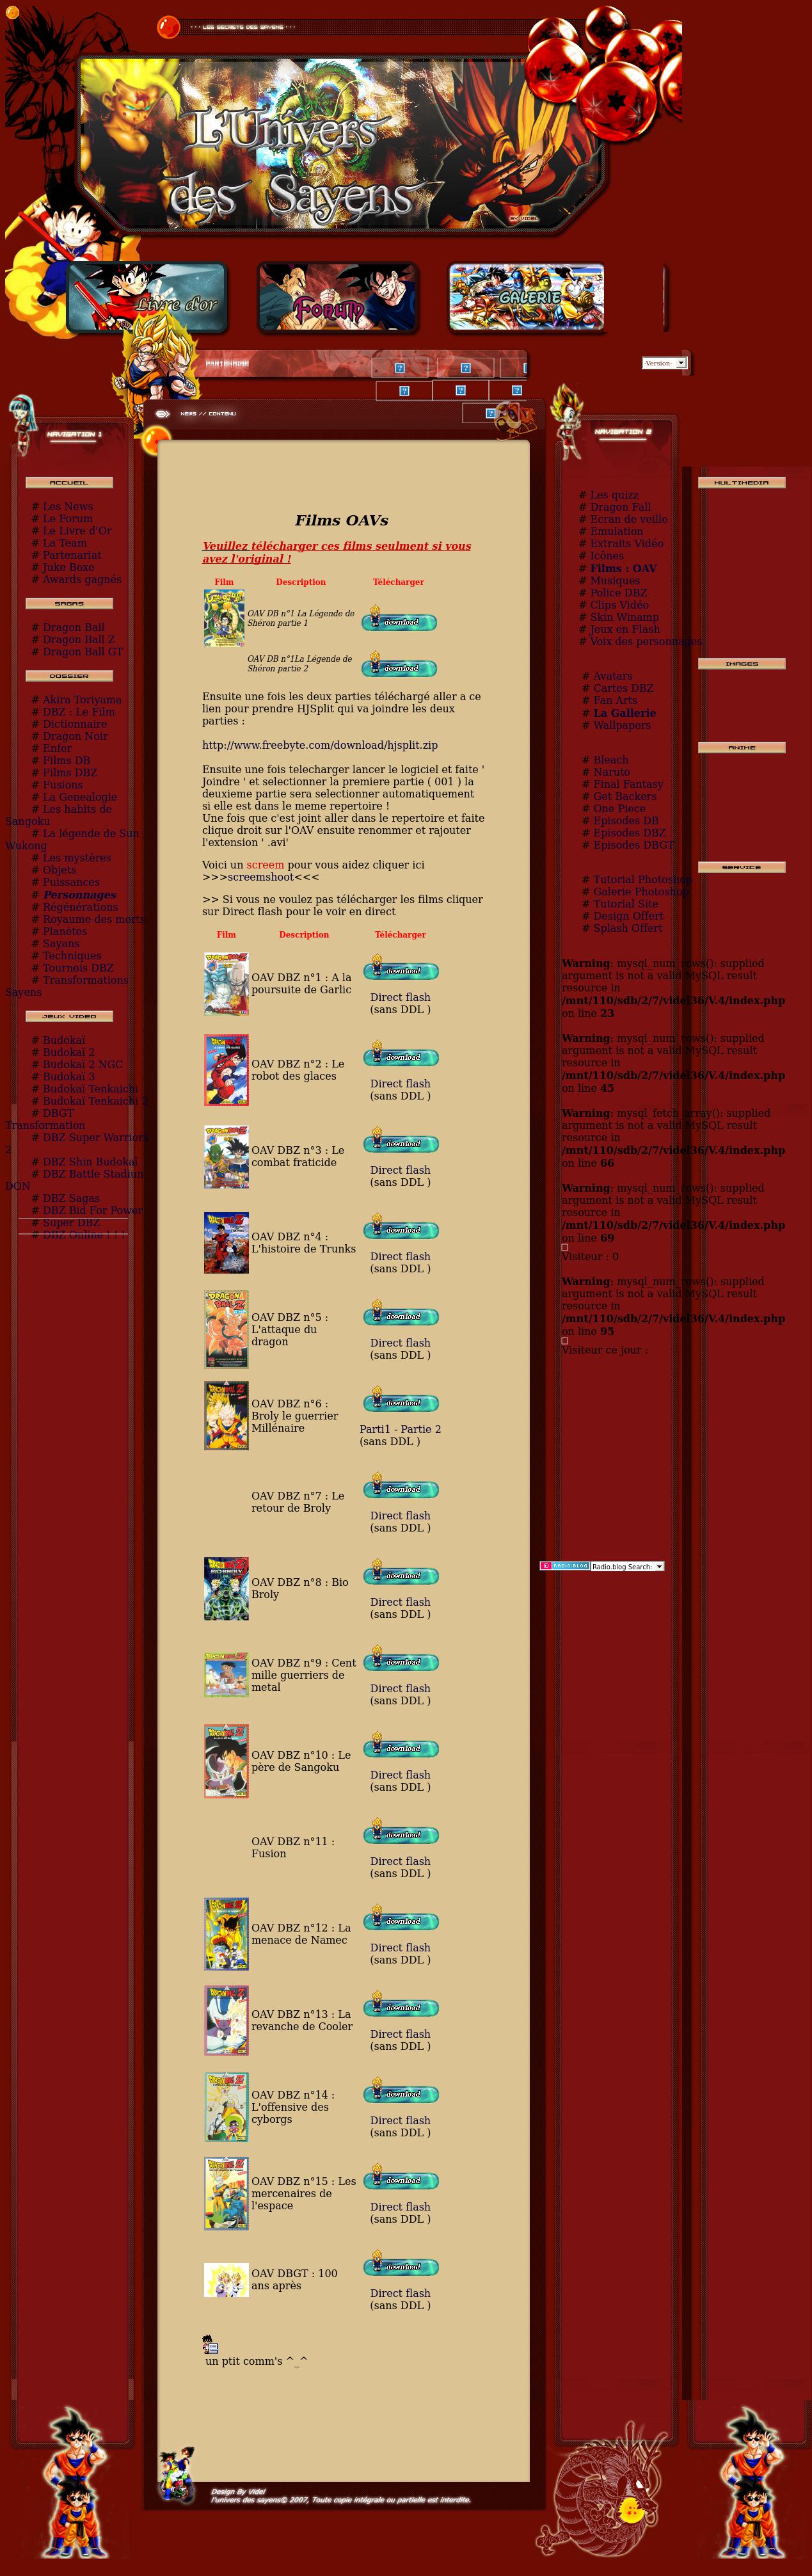 LES SECRETS DES SAYENS
L'Univers
des Sayens
BY VIDEL
Livre d'or
Forum
GALERIE
PARTENAIRE
-Version-
NEWS // CONTENU
NAVIGATION 1
ACCUEIL
# Les News
# Le Forum
# Le Livre d'Or
# La Team
# Partenariat
# Juke Boxe
# Awards gagnés
SAGAS
# Dragon Ball
# Dragon Ball Z
# Dragon Ball GT
DOSSIER
# Akira Toriyama
# DBZ : Le Film
# Dictionnaire
# Dragon Noir
# Enfer
# Films DB
# Films DBZ
# Fusions
# La Genealogie
# Les habits de
Sangoku
# La légende de Sun
Wukong
# Les mystères
# Objets
# Puissances
# Personnages
# Régénérations
# Royaume des morts
# Planètes
# Sayans
# Techniques
# Tournois DBZ
# Transformations
Sayens
JEUX VIDEO
# Budokaï
# Budokaï 2
# Budokaï 2 NGC
# Budokaï 3
# Budokaï Tenkaichi
# Budokaï Tenkaichi 2
# DBGT
Transformation
# DBZ Super Warriors
2
# DBZ Shin Budokaï
# DBZ Battle Stadiun
DON
# DBZ Sagas
# DBZ Bid For Power
# Super DBZ
# DBZ Online ! ! !
Films OAVs
Veuillez télécharger ces films seulment si vous
avez l'original !
Film Description Télécharger
OAV DB n°1 La Légende de
Shéron partie 1
download
OAV DB n°1La Légende de
Shéron partie 2
download
Ensuite une fois les deux parties téléchargé aller a ce
lien pour prendre HJSplit qui va joindre les deux
parties :
http://www.freebyte.com/download/hjsplit.zip
Ensuite une fois telecharger lancer le logiciel et faite '
Joindre ' et selectionner la premiere partie ( 001 ) la
deuxieme partie sera selectionner automatiquement
si elle est dans le meme repertoire !
Une fois que c'est joint aller dans le repertoire et faite
clique droit sur l'OAV ensuite renommer et rajouter
l'extension ' .avi'
Voici un screem pour vous aidez cliquer ici
>>>screemshoot<<<
>> Si vous ne voulez pas télécharger les films cliquer
sur Direct flash pour le voir en direct
Film Description Télécharger
OAV DBZ n°1 : A la
poursuite de Garlic
download
Direct flash
(sans DDL )
OAV DBZ n°2 : Le
robot des glaces
download
Direct flash
(sans DDL )
OAV DBZ n°3 : Le
combat fraticide
download
Direct flash
(sans DDL )
OAV DBZ n°4 :
L'histoire de Trunks
download
Direct flash
(sans DDL )
OAV DBZ n°5 :
L'attaque du
dragon
download
Direct flash
(sans DDL )
OAV DBZ n°6 :
Broly le guerrier
Millénaire
download
Parti1 - Partie 2
(sans DDL )
OAV DBZ n°7 : Le
retour de Broly
download
Direct flash
(sans DDL )
OAV DBZ n°8 : Bio
Broly
download
Direct flash
(sans DDL )
OAV DBZ n°9 : Cent
mille guerriers de
metal
download
Direct flash
(sans DDL )
OAV DBZ n°10 : Le
père de Sangoku
download
Direct flash
(sans DDL )
OAV DBZ n°11 :
Fusion
download
Direct flash
(sans DDL )
OAV DBZ n°12 : La
menace de Namec
download
Direct flash
(sans DDL )
OAV DBZ n°13 : La
revanche de Cooler
download
Direct flash
(sans DDL )
OAV DBZ n°14 :
L'offensive des
cyborgs
download
Direct flash
(sans DDL )
OAV DBZ n°15 : Les
mercenaires de
l'espace
download
Direct flash
(sans DDL )
OAV DBGT : 100
ans après
download
Direct flash
(sans DDL )
un ptit comm's ^_^
Design By Videl
l'univers des sayens© 2007, Toute copie intégrale ou partielle est interdite.
NAVIGATION 2
MULTIMEDIA
# Les quizz
# Dragon Fall
# Ecran de veille
# Emulation
# Extraits Vidéo
# Icônes
# Films : OAV
# Musiques
# Police DBZ
# Clips Vidéo
# Skin Winamp
# Jeux en Flash
# Voix des personnages
IMAGES
# Avatars
# Cartes DBZ
# Fan Arts
# La Gallerie
# Wallpapers
ANIME
# Bleach
# Naruto
# Final Fantasy
# Get Backers
# One Piece
# Episodes DB
# Episodes DBZ
# Episodes DBGT
SERVICE
# Tutorial Photoshop
# Galerie Photoshop
# Tutorial Site
# Design Offert
# Splash Offert
Warning: mysql_num_rows(): supplied
argument is not a valid MySQL result
resource in
/mnt/110/sdb/2/7/videl36/V.4/index.php
on line 23
Warning: mysql_num_rows(): supplied
argument is not a valid MySQL result
resource in
/mnt/110/sdb/2/7/videl36/V.4/index.php
on line 45
Warning: mysql_fetch_array(): supplied
argument is not a valid MySQL result
resource in
/mnt/110/sdb/2/7/videl36/V.4/index.php
on line 66
Warning: mysql_num_rows(): supplied
argument is not a valid MySQL result
resource in
/mnt/110/sdb/2/7/videl36/V.4/index.php
on line 69
Visiteur : 0
Warning: mysql_num_rows(): supplied
argument is not a valid MySQL result
resource in
/mnt/110/sdb/2/7/videl36/V.4/index.php
on line 95
Visiteur ce jour :
RADIO.BLOG
Radio.blog Search: